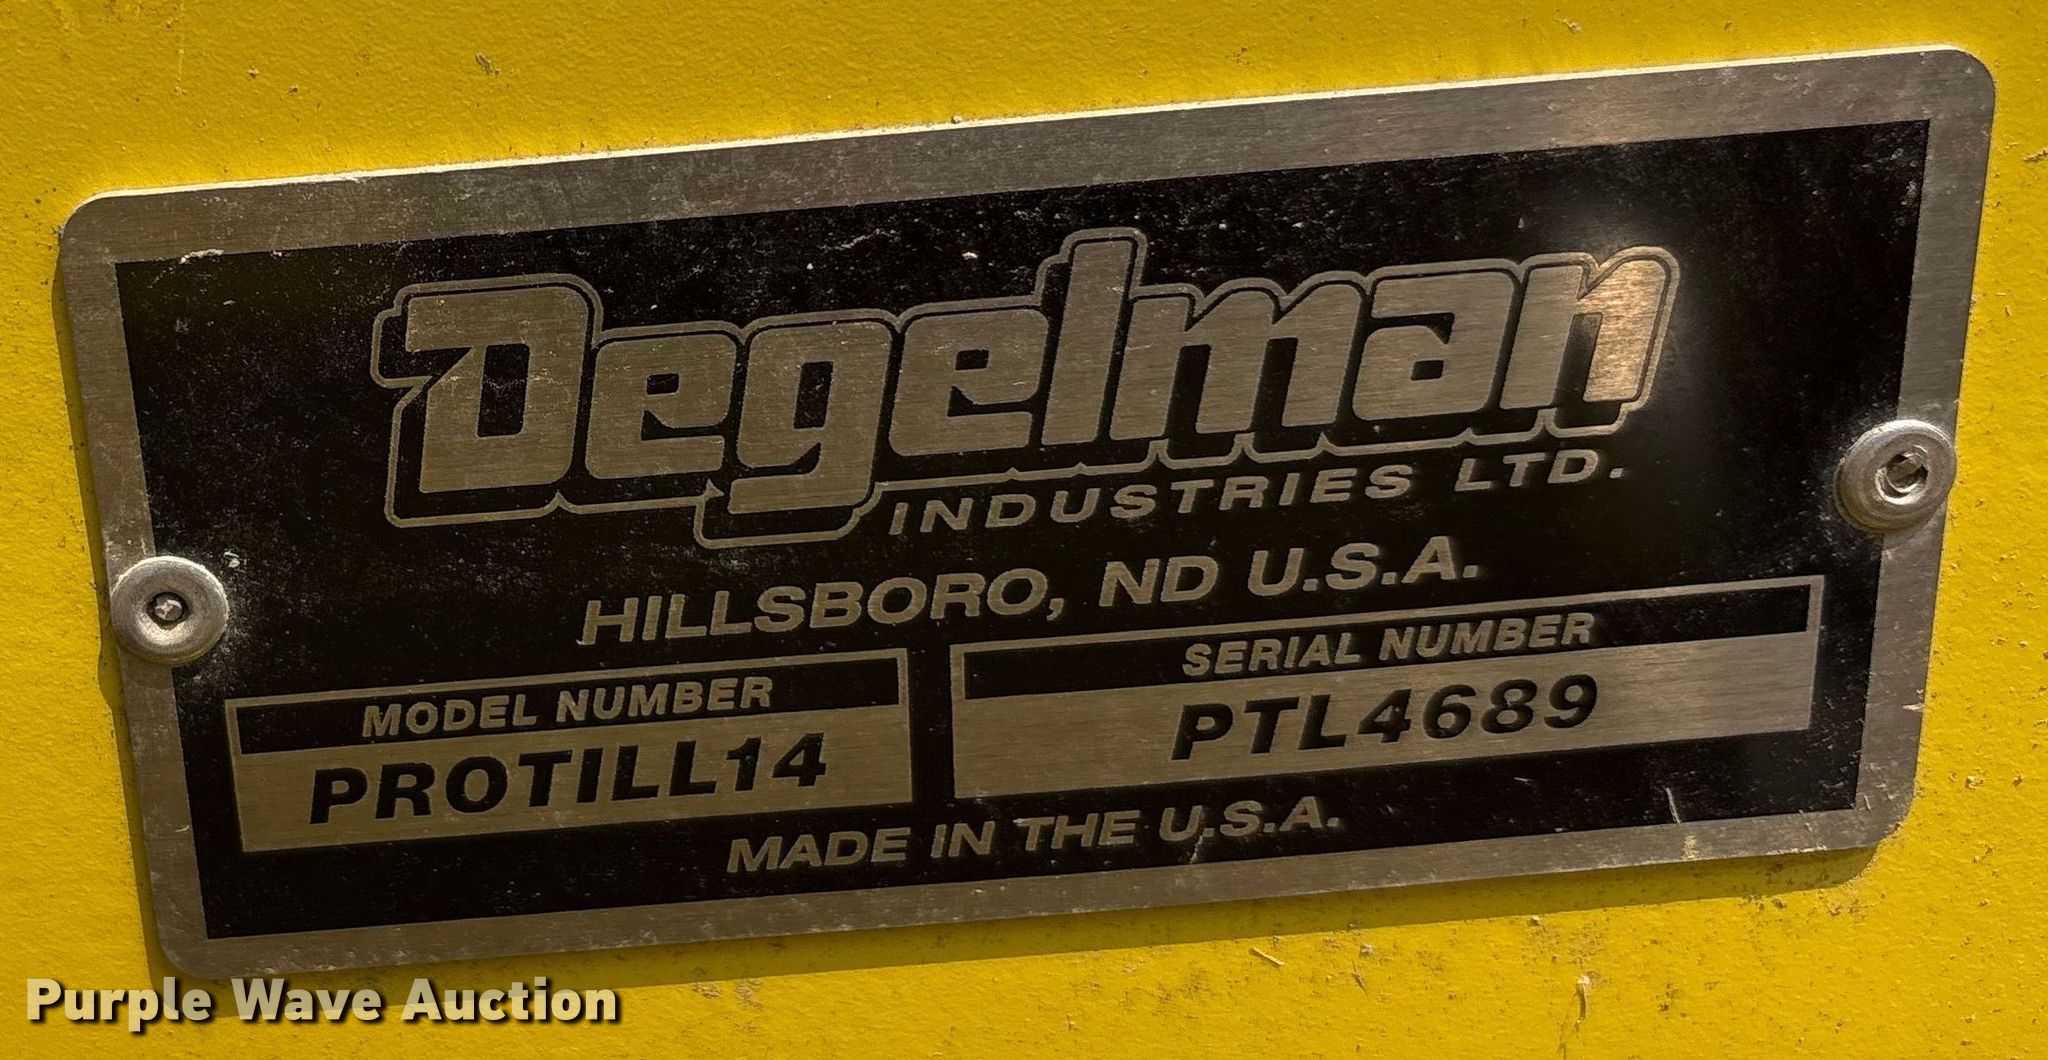 Degelman
INDUSTRIES LTD.
HILLSBORO, ND U.S.A.
MODEL NUMBER
PROTILL14
SERIAL NUMBER
PTL4689
MADE IN THE U.S.A.
Purple Wave Auction